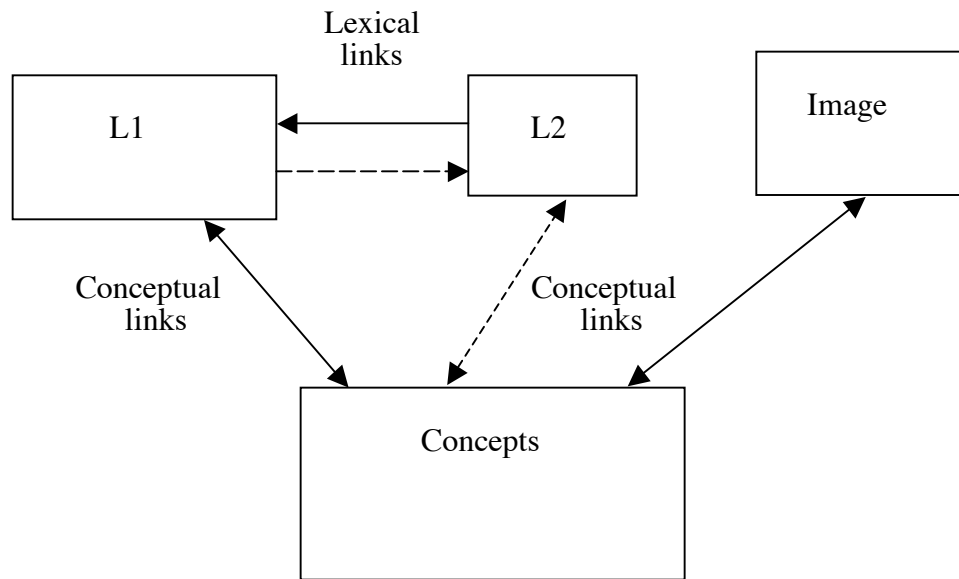 Lexical
links
L1
L2
Image
Conceptual
links
Conceptual
links
Concepts